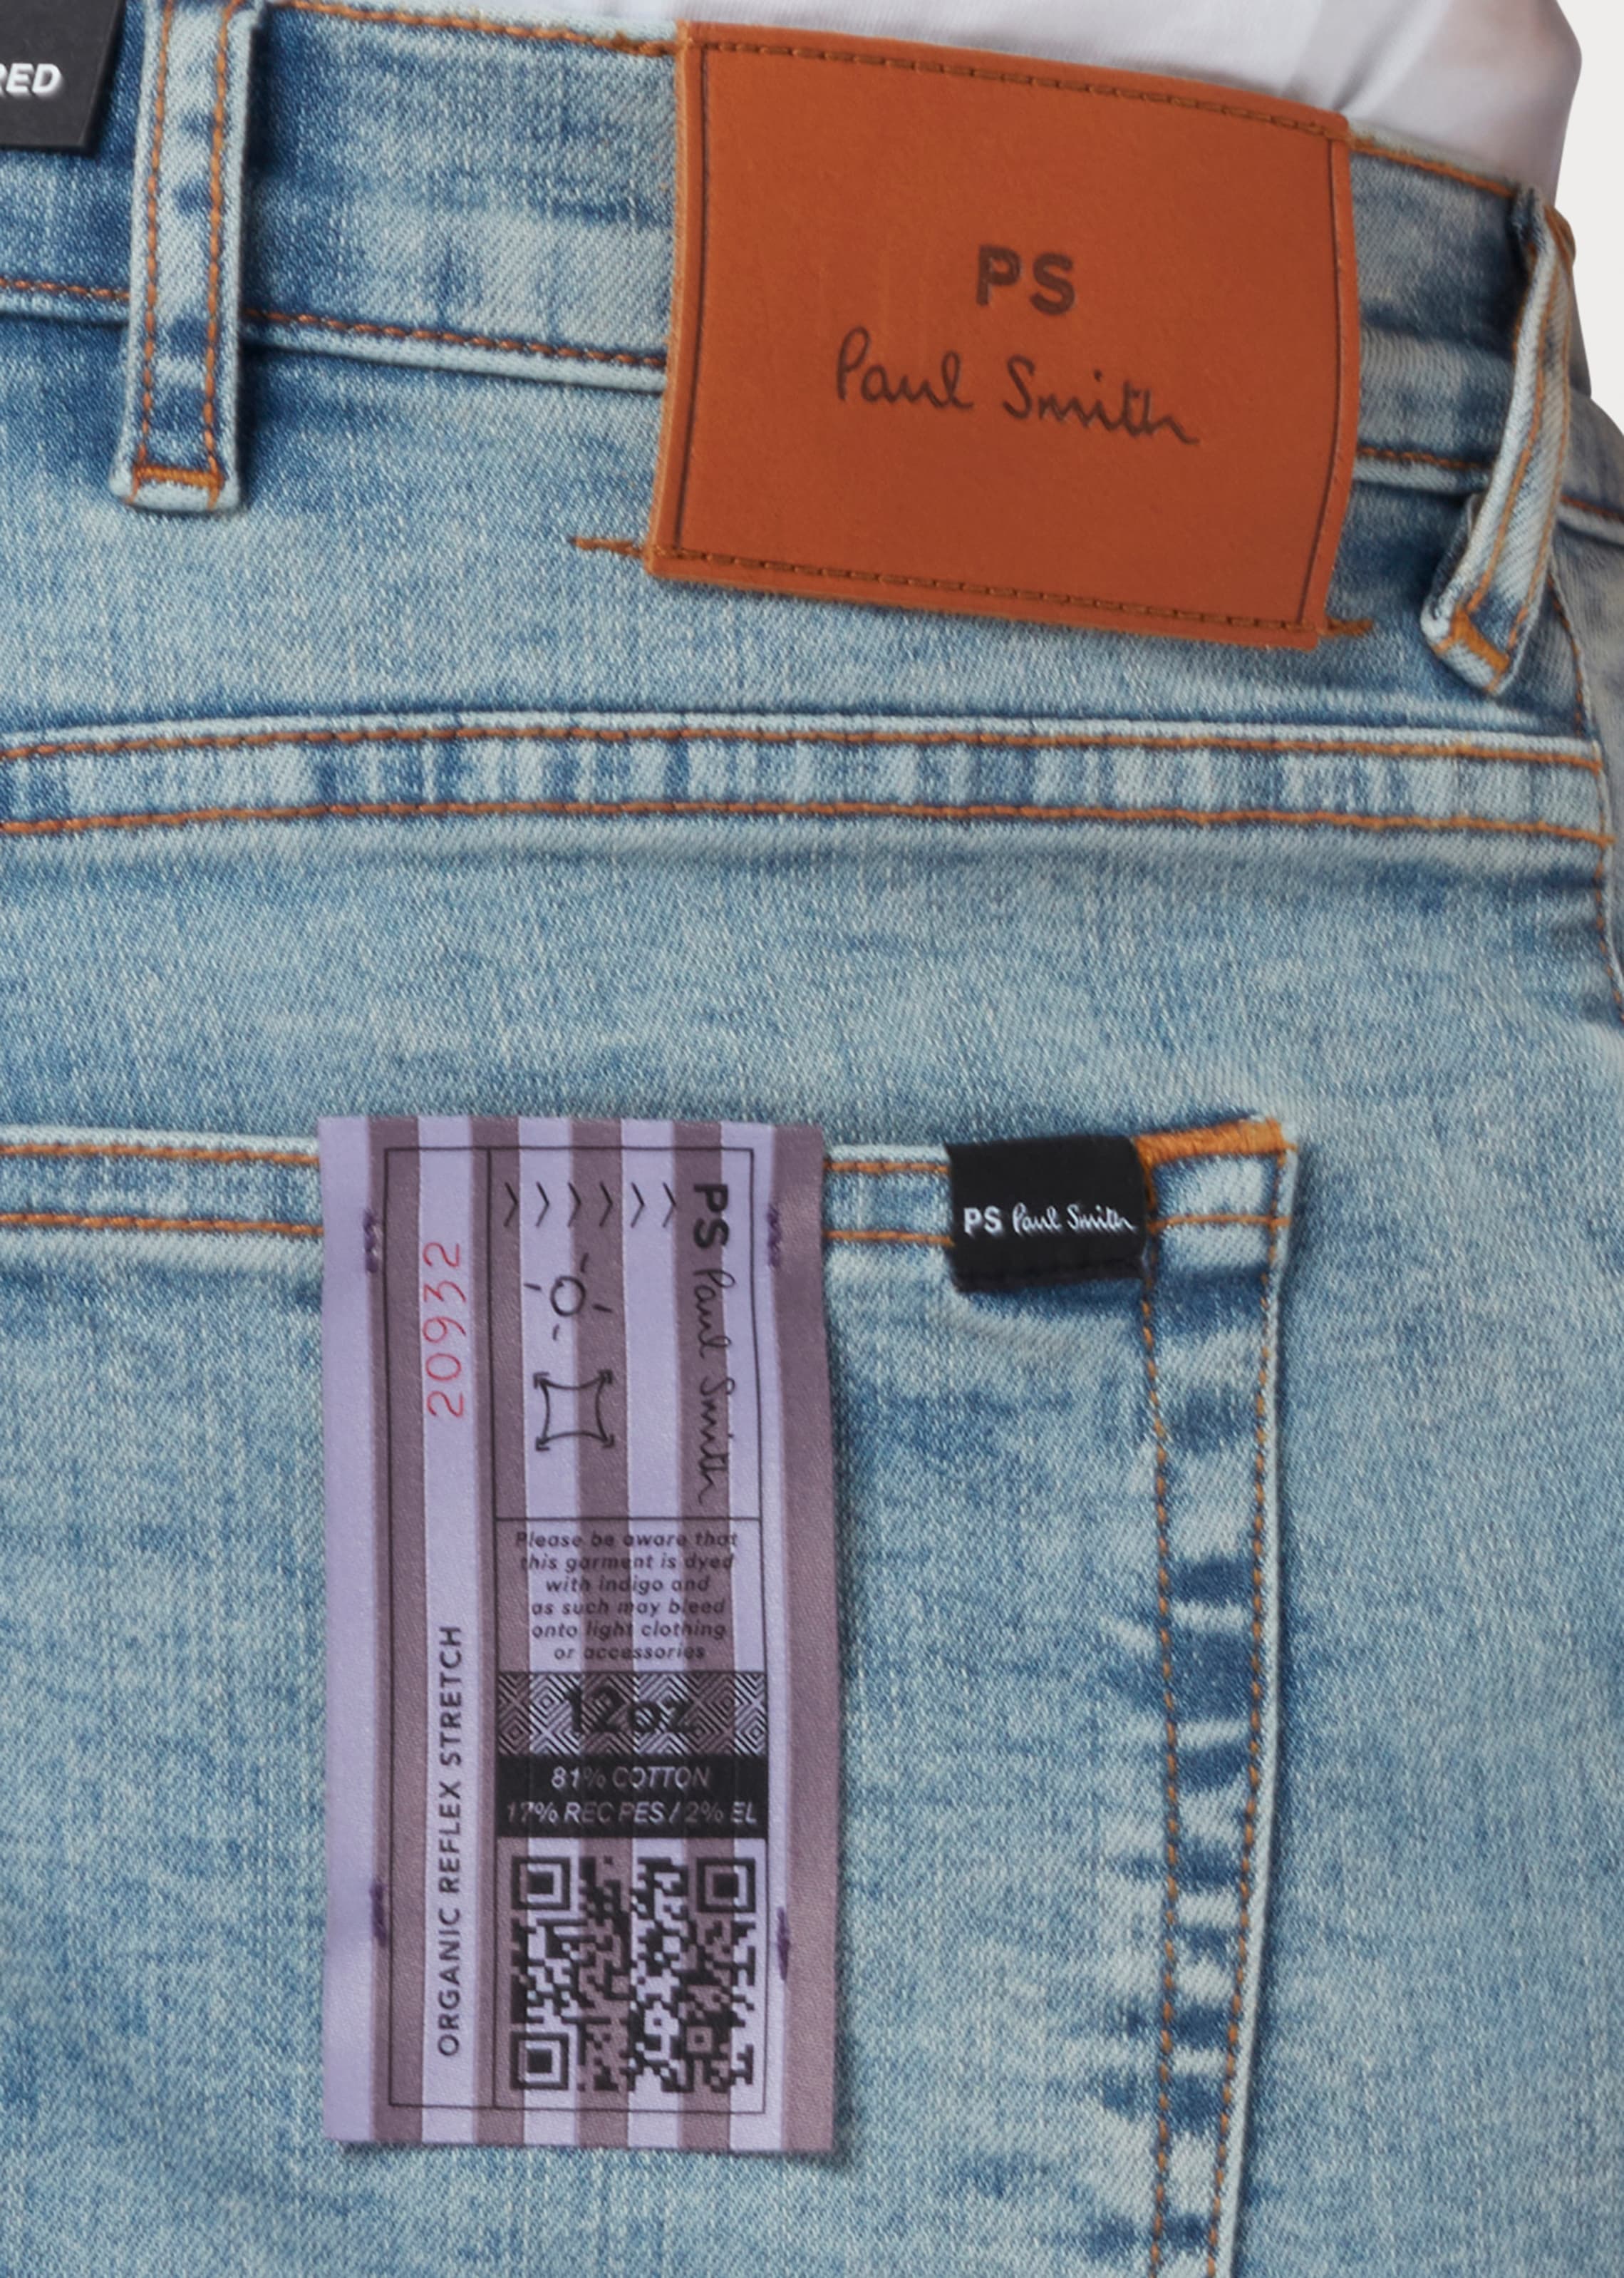 RED
PS
Paul Smith
PS Paul Smith
PS Paul Smith
20932
ORGANIC REFLEX STRETCH
Please be aware that
this garment is dyed
with indigo and
as such may bleed
onto light clothing
or accessories
12oz
81% COTTON
17% REC PES / 2% EL